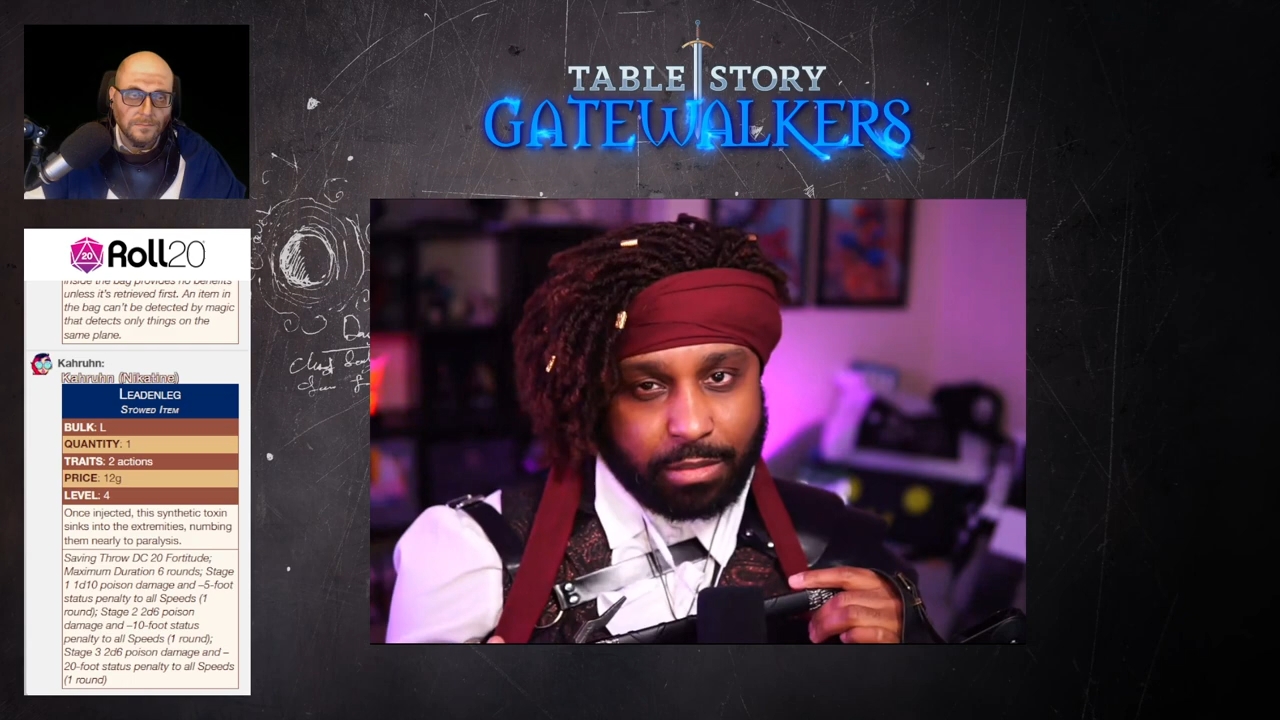 TABLE STORY
GATEWALKERS
20
Roll20
inside the bag provides no benefits
unless it's retrieved first. An item in
the bag can't be detected by magic
that detects only things on the
same plane.
Kahruhn:
Kahruhn (Nikatine)
LEADENLEG
STOWED ITEM
BULK: L
QUANTITY: 1
TRAITS: 2 actions
PRICE: 12g
LEVEL: 4
Once injected, this synthetic toxin
sinks into the extremities, numbing
them nearly to paralysis.
Saving Throw DC 20 Fortitude;
Maximum Duration 6 rounds; Stage
1 1d10 poison damage and –5-foot
status penalty to all Speeds (1
round); Stage 2 2d6 poison
damage and –10-foot status
penalty to all Speeds (1 round);
Stage 3 2d6 poison damage and –
20-foot status penalty to all Speeds
(1 round)